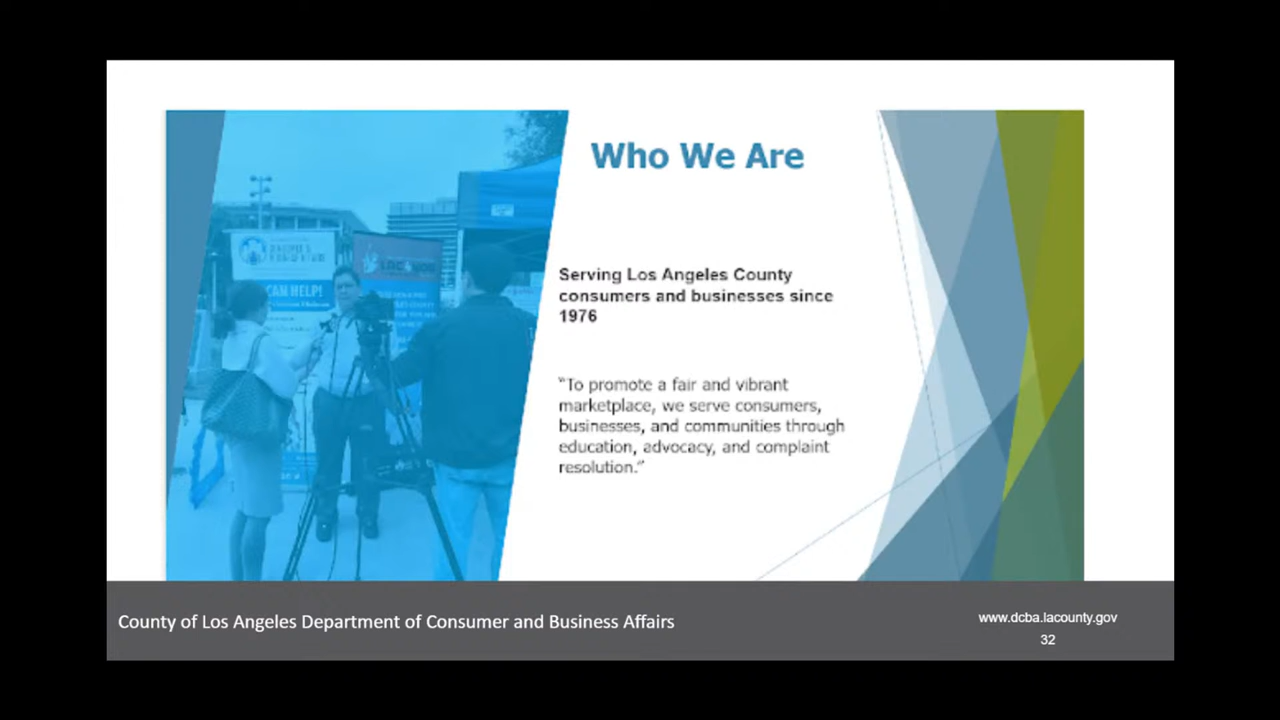 Who We Are
Serving Los Angeles County
consumers and businesses since
1976
“To promote a fair and vibrant
marketplace, we serve consumers,
businesses, and communities through
education, advocacy, and complaint
resolution.”
CAN HELP!
County of Los Angeles Department of Consumer and Business Affairs
www.dcba.lacounty.gov
32